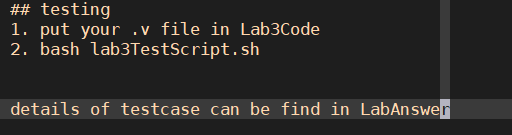 ## testing
1. put your .v file in Lab3Code
2. bash lab3TestScript.sh
details of testcase can be find in LabAnswer